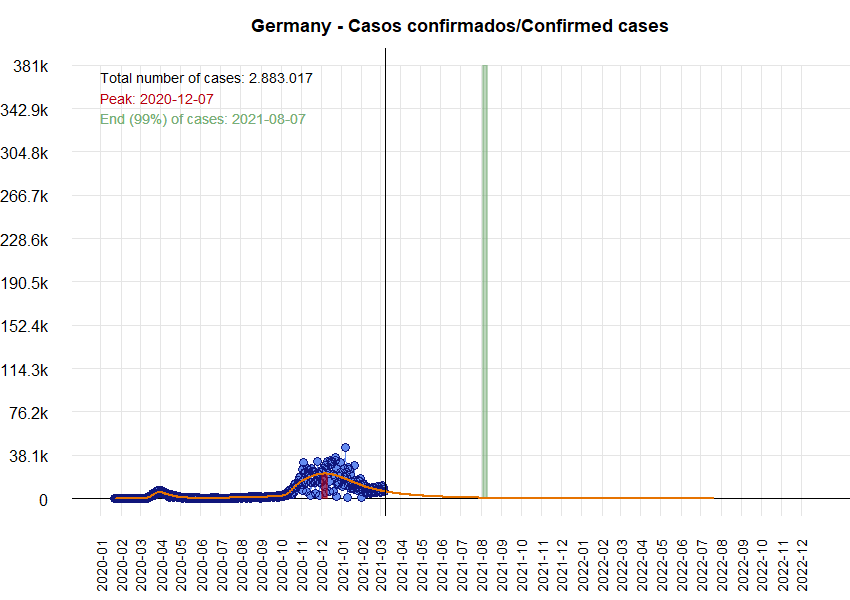 Germany - Casos confirmados/Confirmed cases
381k
342.9k
304.8k
266.7k
228.6k
190.5k
152.4k
114.3k
76.2k
38.1k
0
Total number of cases: 2.883.017
Peak: 2020-12-07
End (99%) of cases: 2021-08-07
2020-01
2020-02
2020-03
2020-04
2020-05
2020-06
2020-07
2020-08
2020-09
2020-10
2020-11
2020-12
2021-01
2021-02
2021-03
2021-04
2021-05
2021-06
2021-07
2021-08
2021-09
2021-10
2021-11
2021-12
2022-01
2022-02
2022-03
2022-04
2022-05
2022-06
2022-07
2022-08
2022-09
2022-10
2022-11
2022-12